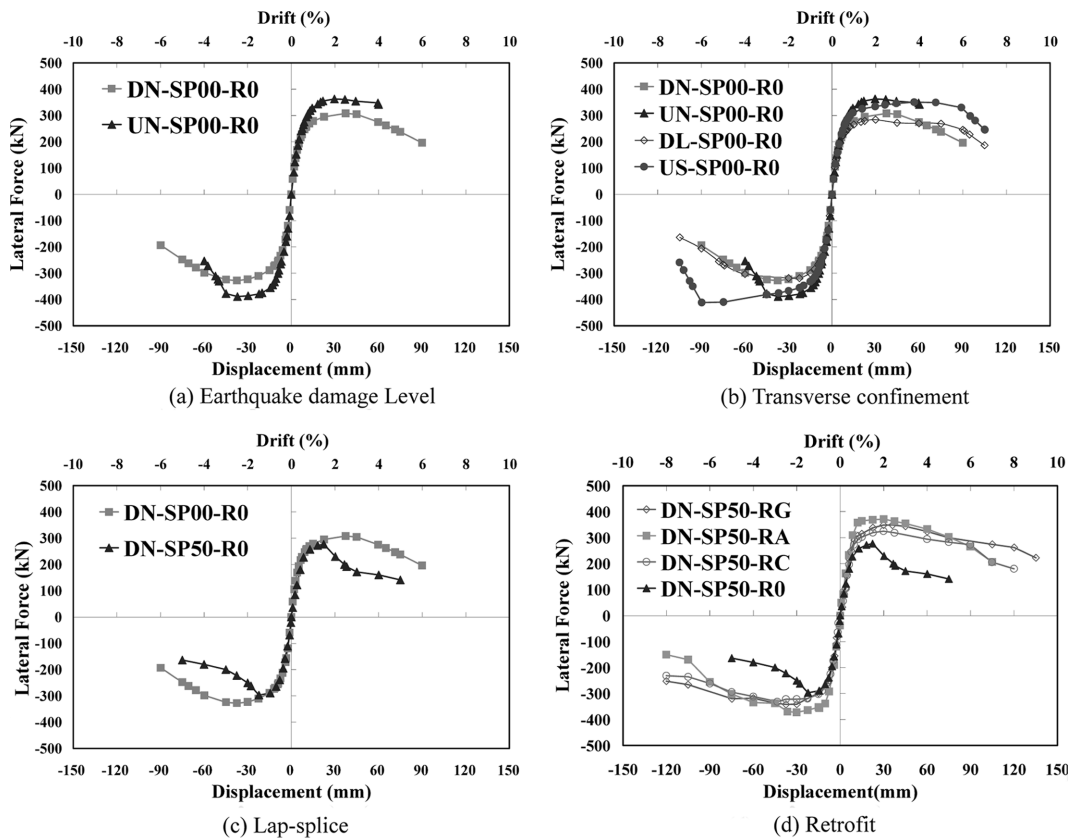 Drift (%)
-10 -8 -6 -4 -2 0 2 4 6 8 10
500
400
300
200
100
0
-100
-200
-300
-400
-500
Lateral Force (kN)
DN-SP00-R0
UN-SP00-R0
-150 -120 -90 -60 -30 0 30 60 90 120 150
Displacement (mm)
(a) Earthquake damage Level
Drift (%)
-10 -8 -6 -4 -2 0 2 4 6 8 10
500
400
300
200
100
0
-100
-200
-300
-400
-500
Lateral Force (kN)
DN-SP00-R0
UN-SP00-R0
DL-SP00-R0
US-SP00-R0
-150 -120 -90 -60 -30 0 30 60 90 120 150
Displacement (mm)
(b) Transverse confinement
Drift (%)
-10 -8 -6 -4 -2 0 2 4 6 8 10
500
400
300
200
100
0
-100
-200
-300
-400
-500
Lateral Force (kN)
DN-SP00-R0
DN-SP50-R0
-150 -120 -90 -60 -30 0 30 60 90 120 150
Displacement (mm)
(c) Lap-splice
Drift (%)
-10 -8 -6 -4 -2 0 2 4 6 8 10
500
400
300
200
100
0
-100
-200
-300
-400
-500
Lateral Force (kN)
DN-SP50-RG
DN-SP50-RA
DN-SP50-RC
DN-SP50-R0
-150 -120 -90 -60 -30 0 30 60 90 120 150
Displacement(mm)
(d) Retrofit